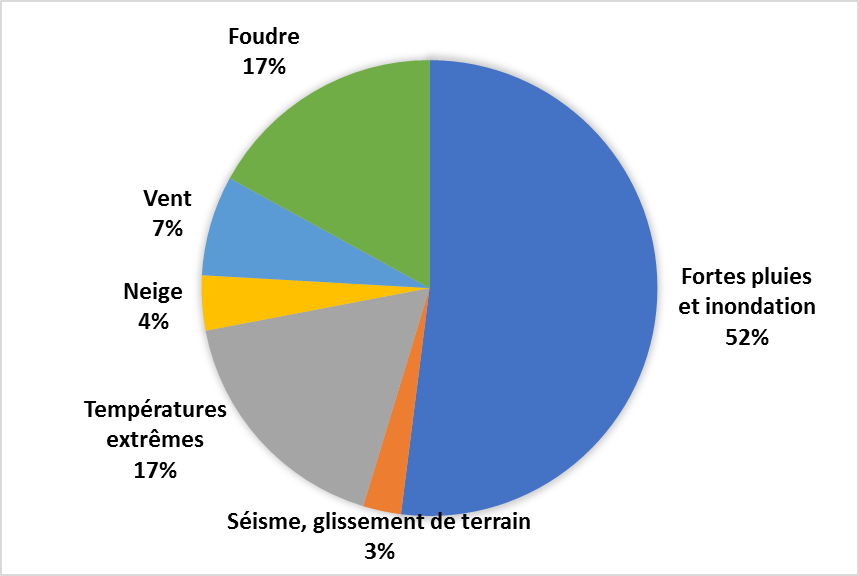 Foudre
17%
Vent
7%
Neige
4%
Températures
extrêmes
17%
Séisme, glissement de terrain
3%
Fortes pluies
et inondation
52%